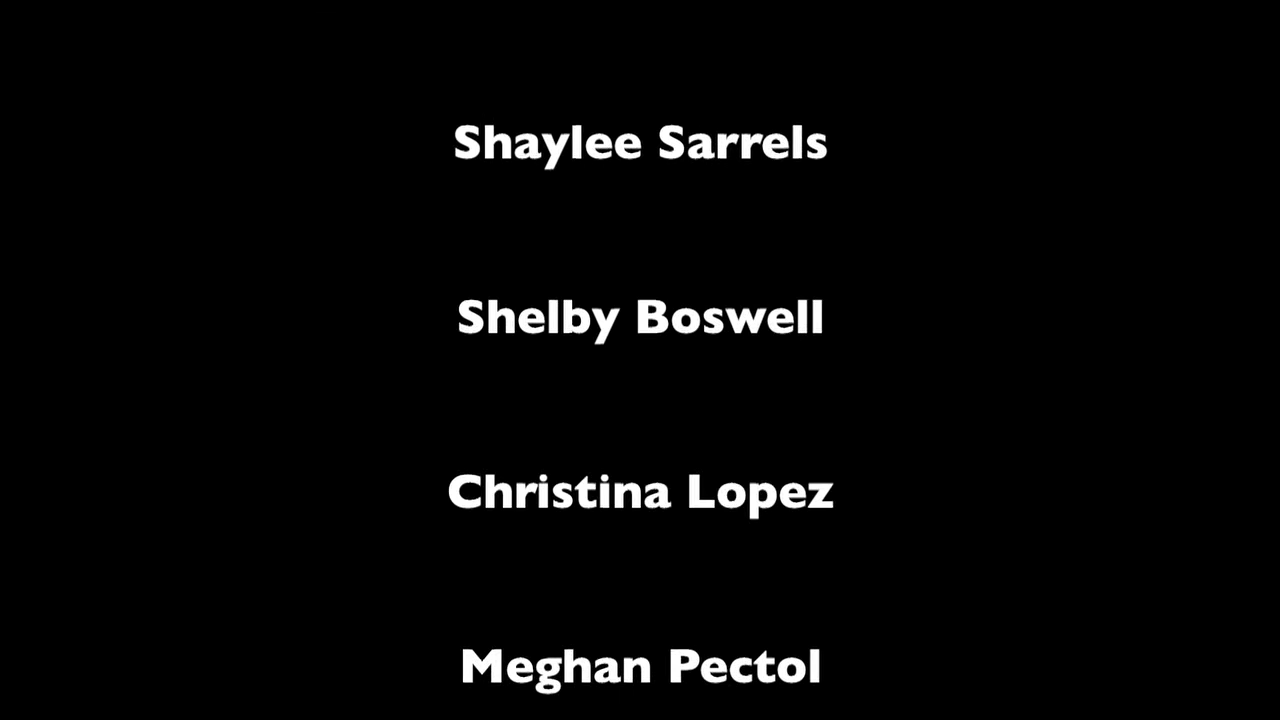 Shaylee Sarrels
Shelby Boswell
Christina Lopez
Meghan Pectol